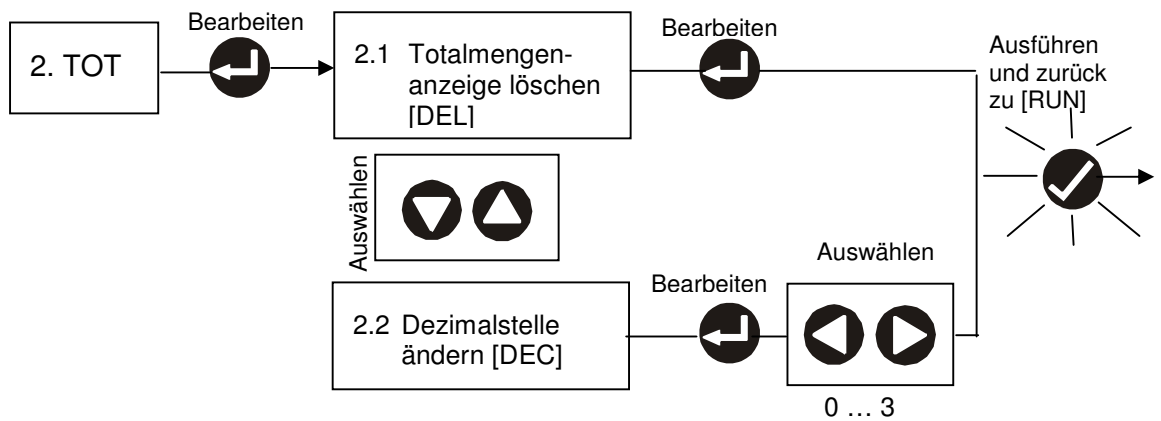 Bearbeiten
2. TOT
2.1 Totalmengen-
anzeige löschen
[DEL]
Bearbeiten
Ausführen
und zurück
zu [RUN]
Auswählen
2.2 Dezimalstelle
ändern [DEC]
Bearbeiten
Auswählen
0 … 3